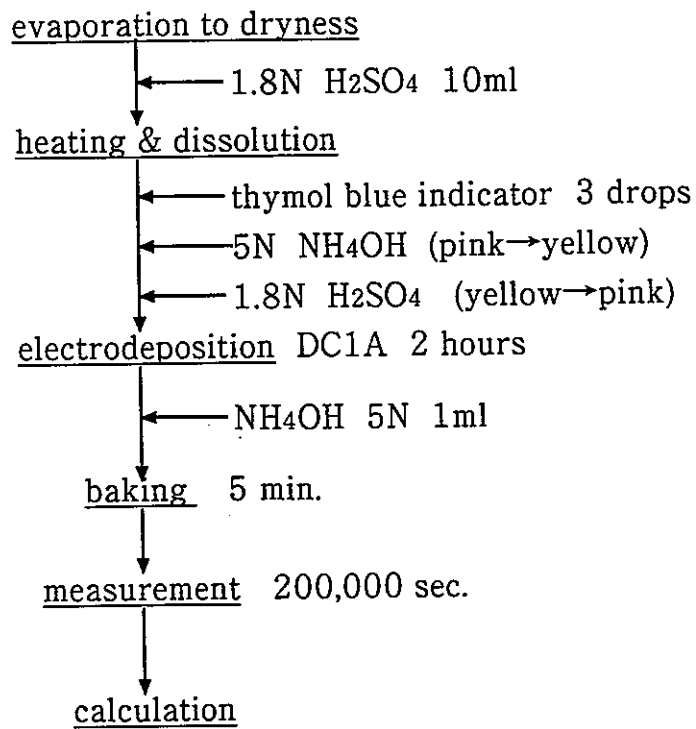 evaporation to dryness
1.8N H2SO4 10ml
heating & dissolution
thymol blue indicator 3 drops
5N NH4OH (pink→yellow)
1.8N H2SO4 (yellow→pink)
electrodeposition DC1A 2 hours
NH4OH 5N 1ml
baking 5 min.
measurement 200,000 sec.
calculation